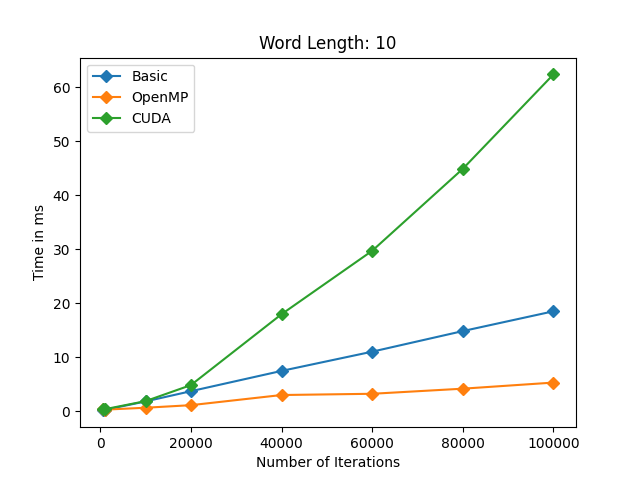 Word Length: 10
Basic
OpenMP
CUDA
60
50
40
30
20
10
0
Time in ms
0
20000
40000
60000
80000
100000
Number of Iterations